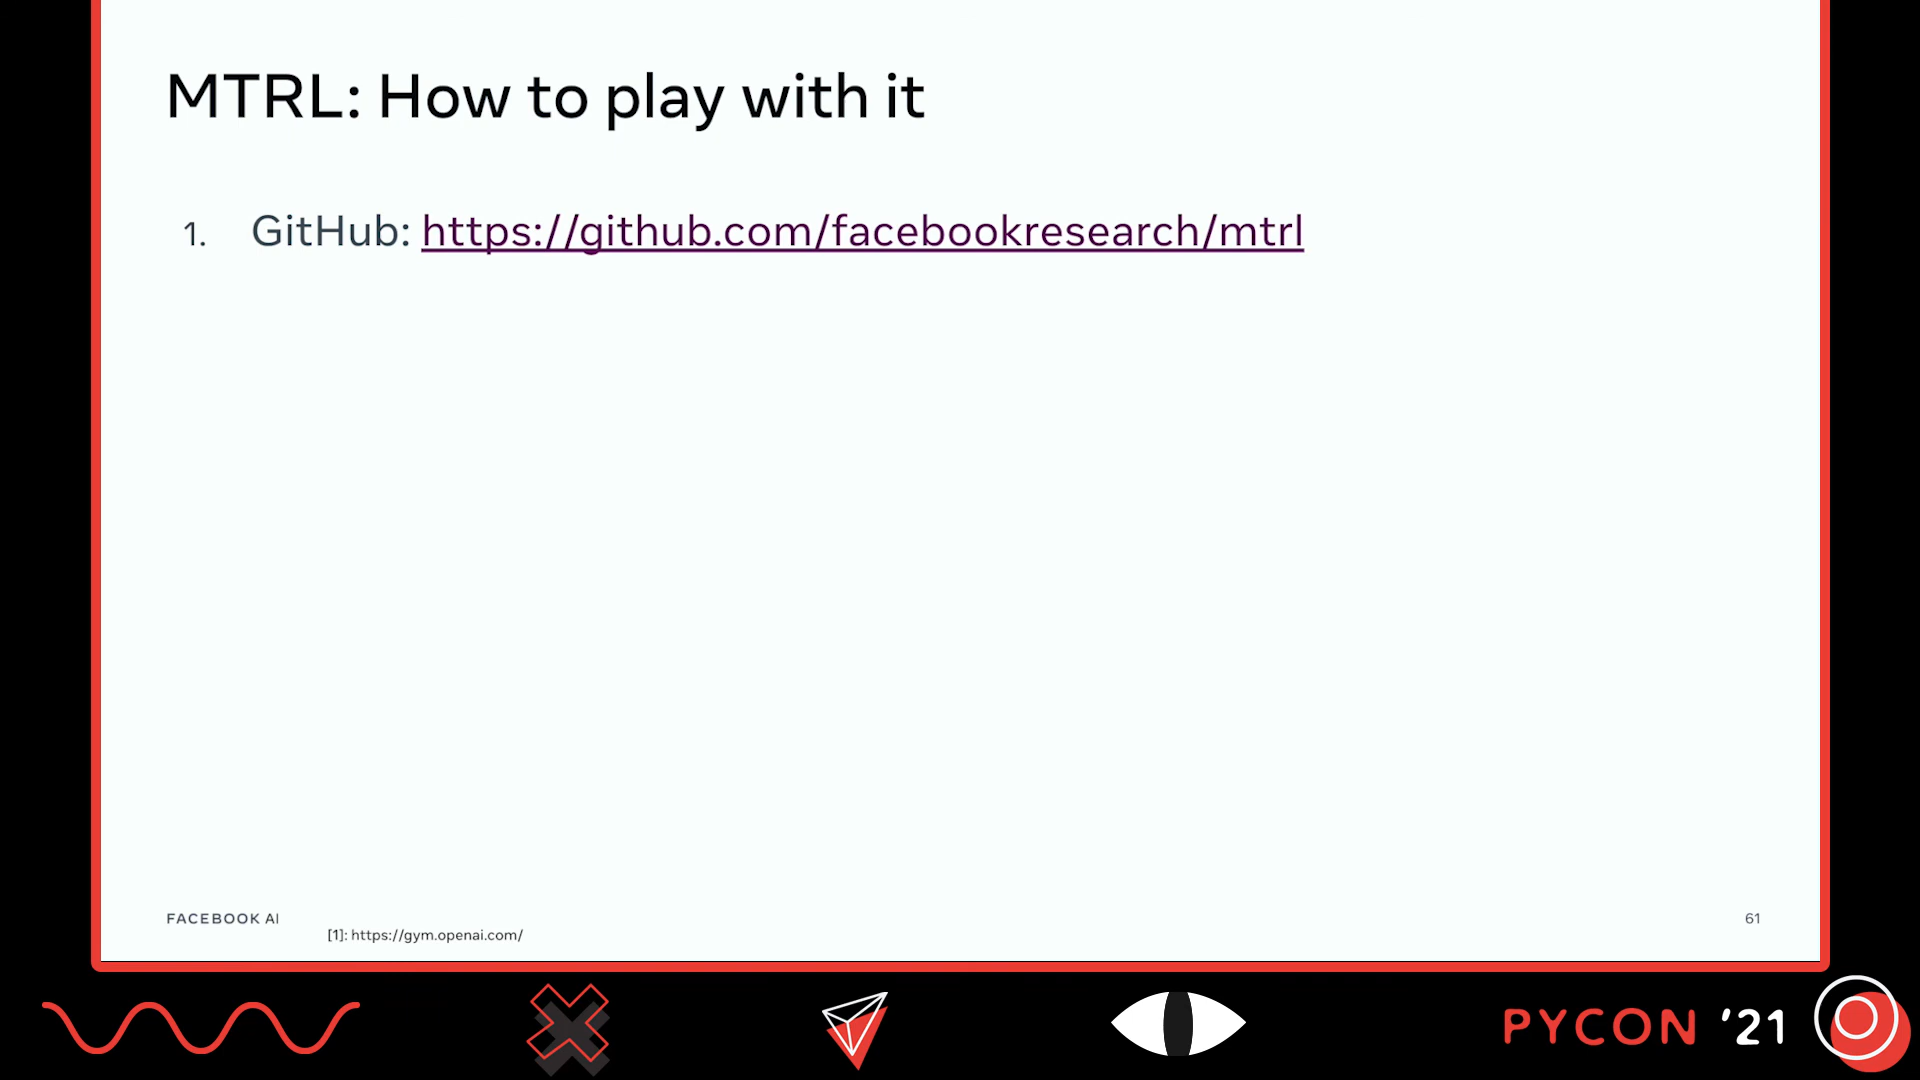 MTRL: How to play with it
1. GitHub: https://github.com/facebookresearch/mtrl
FACEBOOK AI
[1]: https://gym.openai.com/
61
PYCON '21